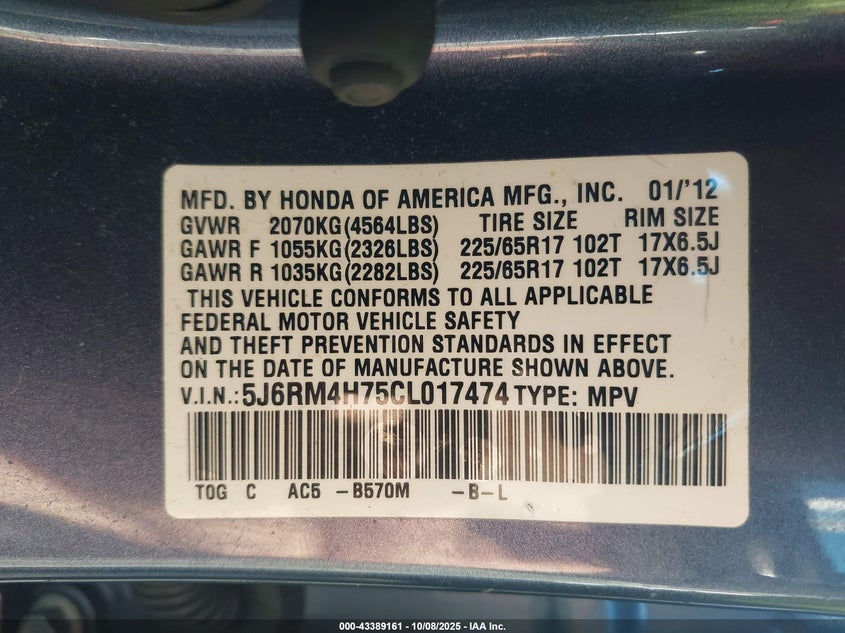 MFD. BY HONDA OF AMERICA MFG., INC. 01/'12
GVWR 2070KG(4564LBS) TIRE SIZE RIM SIZE
GAWR F 1055KG(2326LBS) 225/65R17 102T 17X6.5J
GAWR R 1035KG(2282LBS) 225/65R17 102T 17X6.5J
THIS VEHICLE CONFORMS TO ALL APPLICABLE
FEDERAL MOTOR VEHICLE SAFETY
AND THEFT PREVENTION STANDARDS IN EFFECT
ON THE DATE OF MANUFACTURE SHOWN ABOVE.
V.I.N.:5J6RM4H75CL017474 TYPE: MPV
TOG C AC5 -B570M -B-L
000-43389161 - 10/08/2025 - IAA Inc.